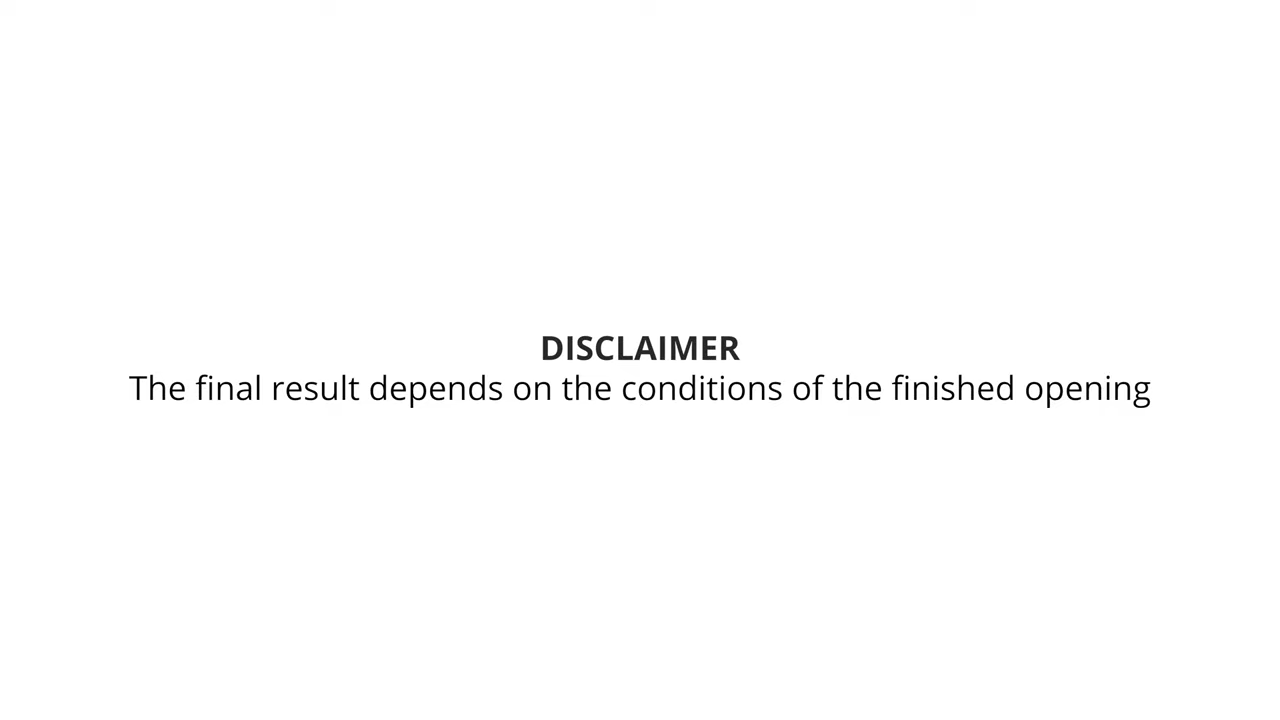 DISCLAIMER
The final result depends on the conditions of the finished opening